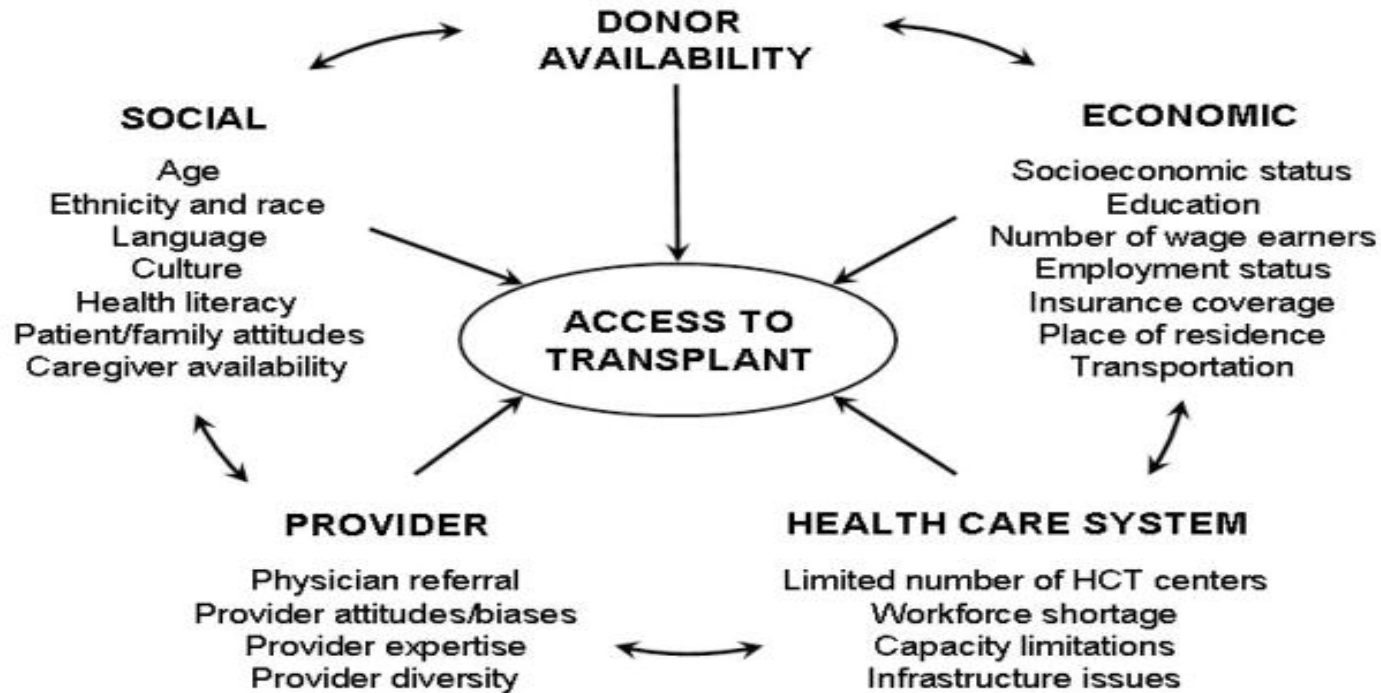 DONOR
AVAILABILITY
SOCIAL
Age
Ethnicity and race
Language
Culture
Health literacy
Patient/family attitudes
Caregiver availability
ECONOMIC
Socioeconomic status
Education
Number of wage earners
Employment status
Insurance coverage
Place of residence
Transportation
ACCESS TO
TRANSPLANT
PROVIDER
Physician referral
Provider attitudes/biases
Provider expertise
Provider diversity
HEALTH CARE SYSTEM
Limited number of HCT centers
Workforce shortage
Capacity limitations
Infrastructure issues